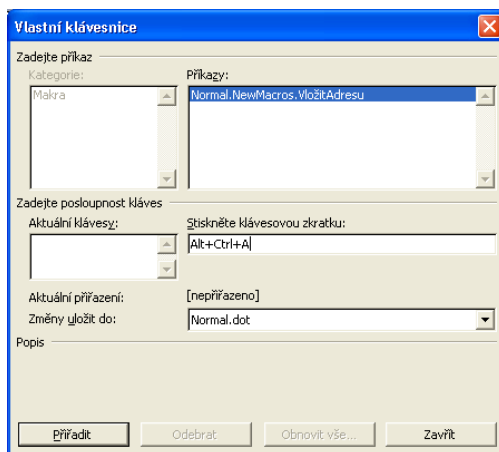 Vlastní klávesnice
Zadejte příkaz
Kategorie:
Příkazy:
Makra
Normal.NewMacros.VložitAdresu
Zadejte posloupnost kláves
Aktuální klávesy:
Stiskněte klávesovou zkratku:
Alt+Ctrl+A
Aktuální přiřazení:
[nepřiřazeno]
Změny uložit do:
Normal.dot
Popis
Přiřadit
Odebrat
Obnovit vše...
Zavřít